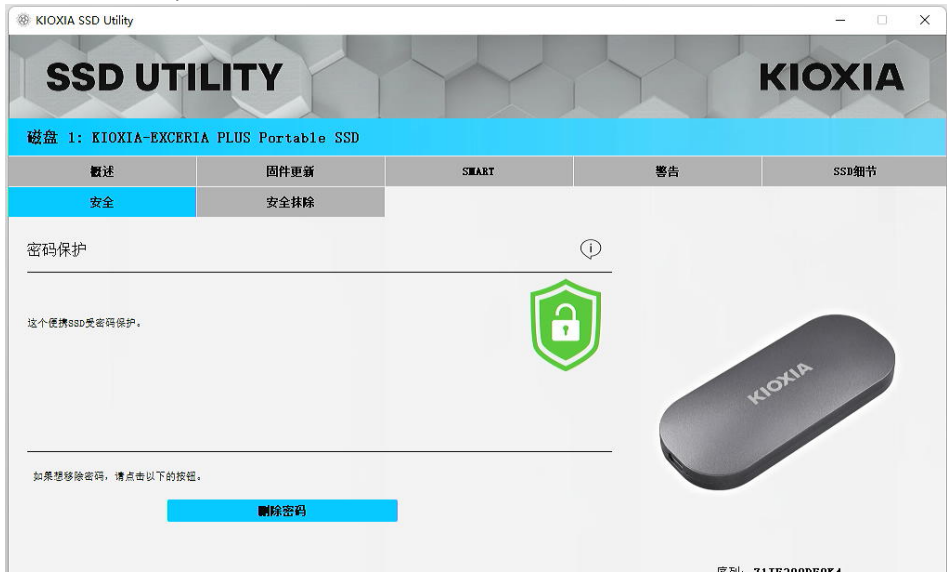 KIOXIA SSD Utility
SSD UTILITY
KIOXIA
磁盘 1: KIOXIA-EXCERIA PLUS Portable SSD
概述
固件更新
SMART
警告
SSD细节
安全
安全抹除
密码保护
这个便携SSD受密码保护。
KIOXIA
如果想移除密码，请点击以下的按钮。
删除密码
序列: